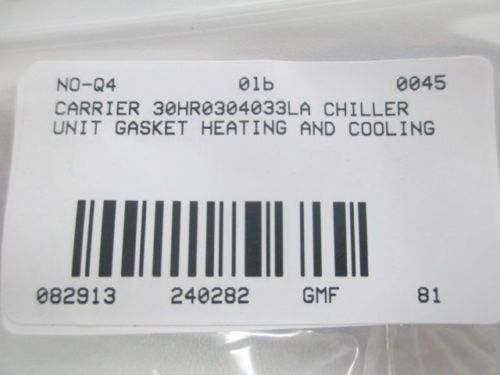 NO-Q4 01b 0045
CARRIER 30HR0304033LA CHILLER
UNIT GASKET HEATING AND COOLING
082913 240282 GMF 81